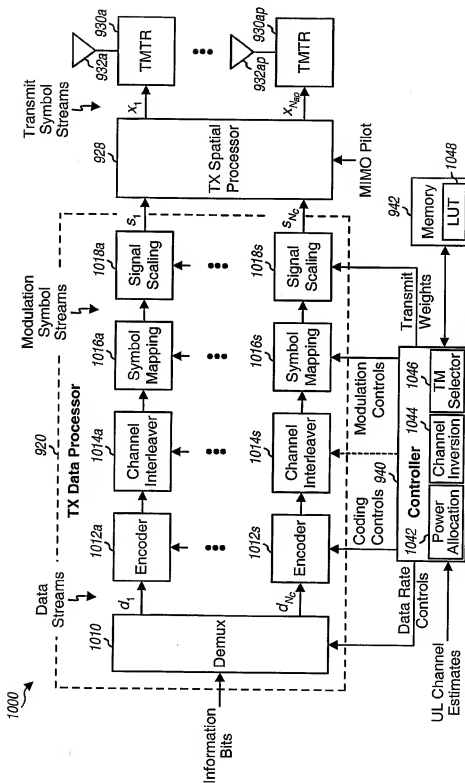 1000
920
TX Data Processor
Data
Streams
Modulation
Symbol
Streams
Transmit
Symbol
Streams
1010
Demux
Information
Bits
d1
dNc
1012a
Encoder
1014a
Channel
Interleaver
1016a
Symbol
Mapping
1018a
Signal
Scaling
s1
1012s
Encoder
1014s
Channel
Interleaver
1016s
Symbol
Mapping
1018s
Signal
Scaling
sNc
928
TX Spatial
Processor
MIMO Pilot
x1
xNap
932a
930a
TMTR
932ap
930ap
TMTR
Data Rate
Controls
Coding
Controls
Modulation
Controls
Transmit
Weights
UL Channel
Estimates
940
Controller
1042
Power
Allocation
1044
Channel
Inversion
1046
TM
Selector
942
Memory
1048
LUT